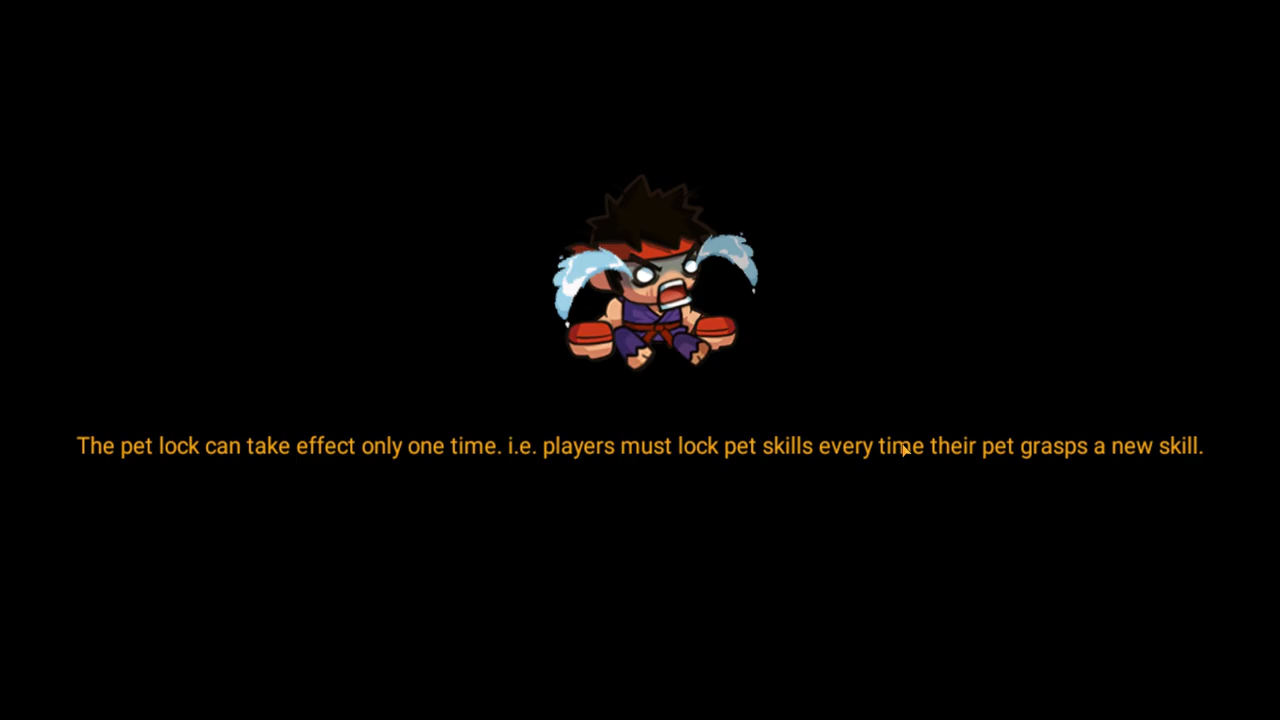 The pet lock can take effect only one time. i.e. players must lock pet skills every time their pet grasps a new skill.